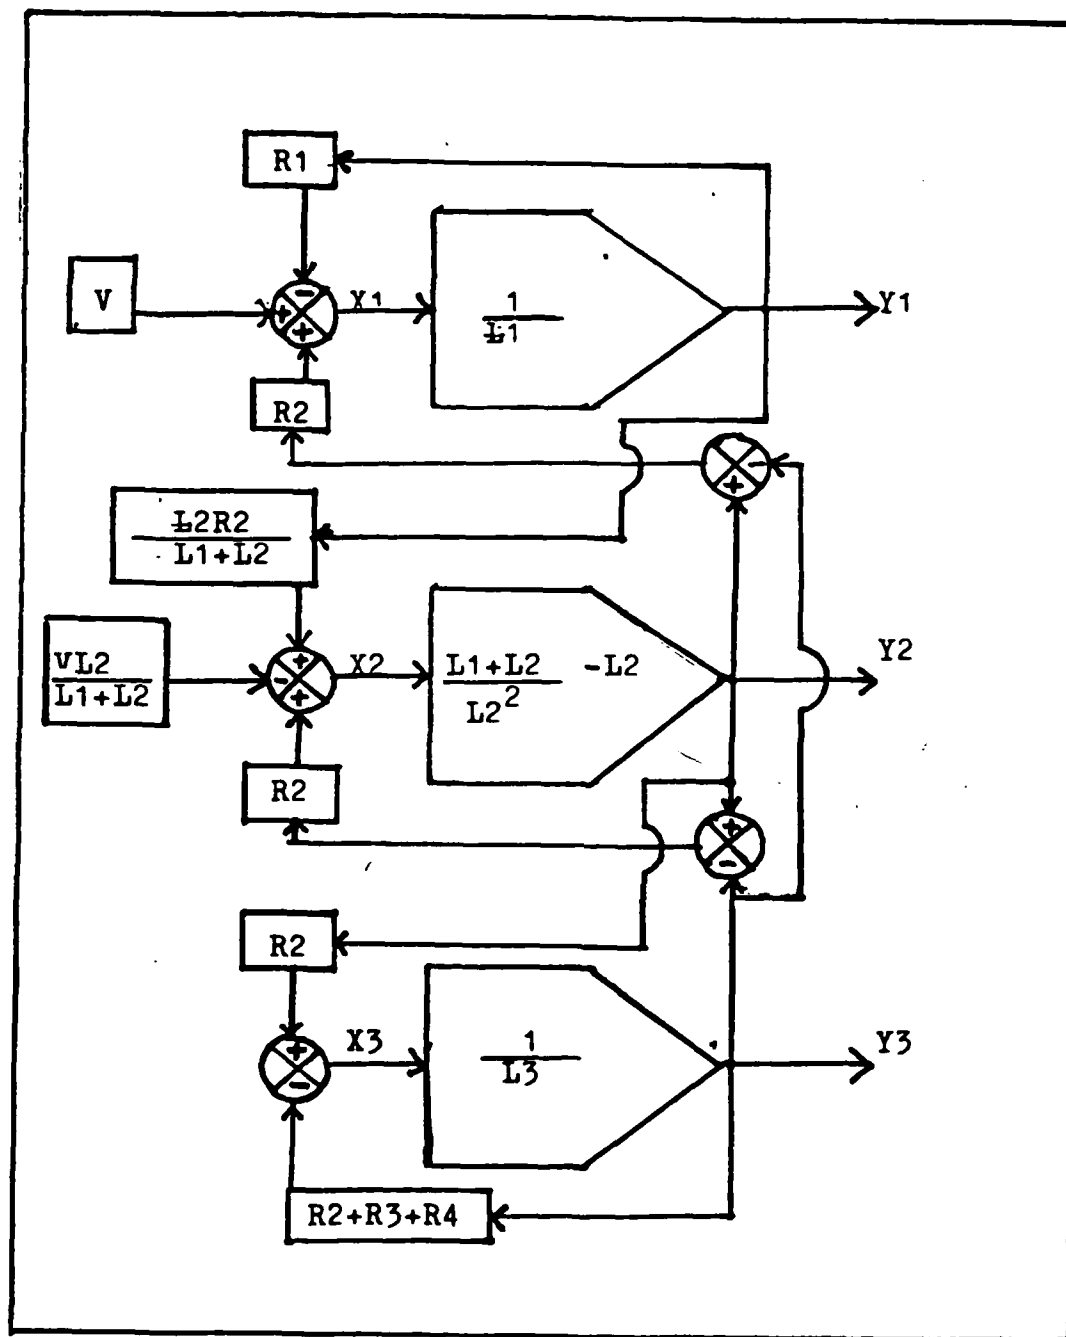 R1
V
-
+
+
X1
1
L1
Y1
R2
-
+
L2R2
L1+L2
VL2
L1+L2
+
-
+
X2
L1+L2 -L2
L2²
Y2
R2
+
-
R2
+
-
X3
1
L3
Y3
R2+R3+R4